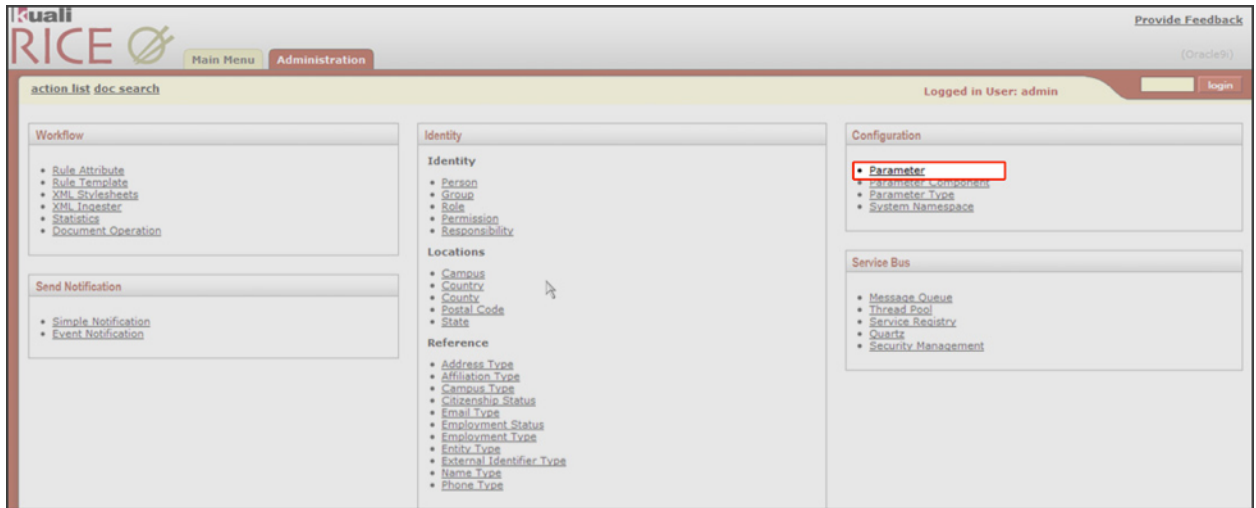 Kuali
RICE
Provide Feedback
Main Menu Administration
(Oracle9i)
action list doc search
Logged in User: admin
login
Workflow
Rule Attribute
Rule Template
XML Stylesheets
XML Ingester
Statistics
Document Operation
Send Notification
Simple Notification
Event Notification
Identity
Identity
Person
Group
Role
Permission
Responsibility
Locations
Campus
Country
County
Postal Code
State
Reference
Address Type
Affiliation Type
Campus Type
Citizenship Status
Email Type
Employment Status
Employment Type
Entity Type
External Identifier Type
Name Type
Phone Type
Configuration
Parameter
Parameter Component
Parameter Type
System Namespace
Service Bus
Message Queue
Thread Pool
Service Registry
Quartz
Security Management